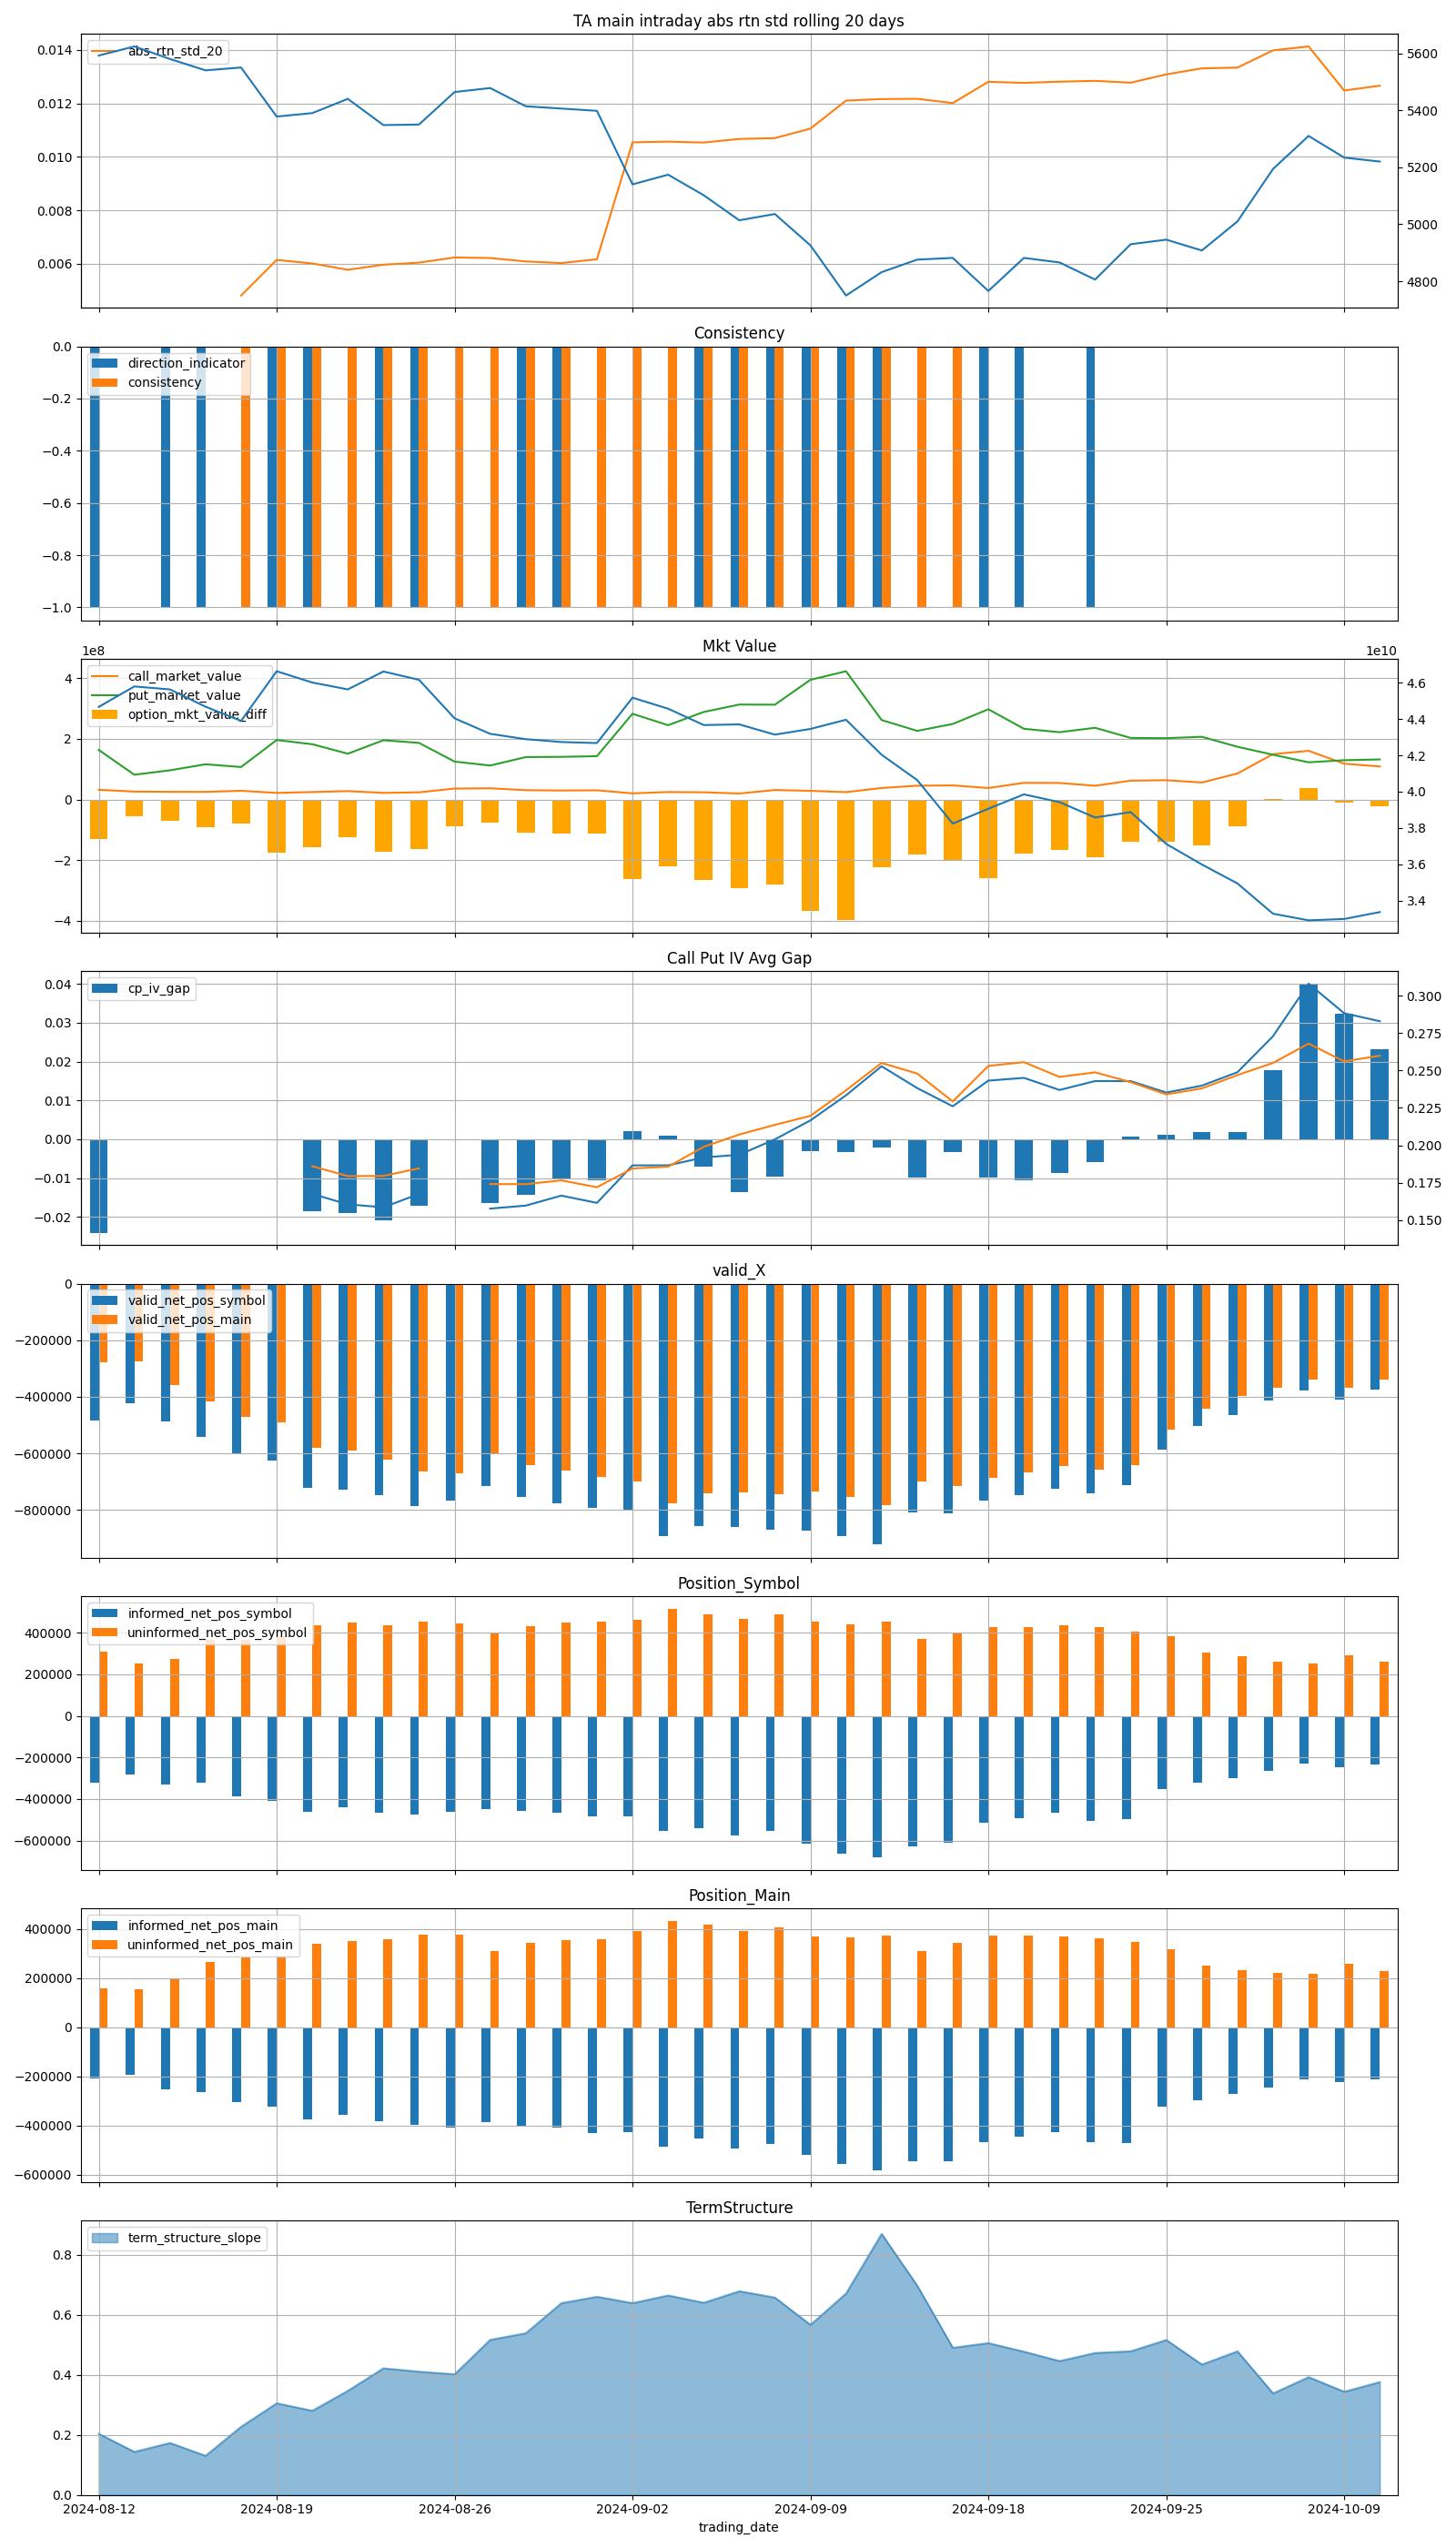 TA main intraday abs rtn std rolling 20 days
abs_rtn_std_20
0.014
0.012
0.010
0.008
0.006
5600
5400
5200
5000
4800
Consistency
direction_indicator
consistency
0.0
−0.2
−0.4
−0.6
−0.8
−1.0
Mkt Value
1e8
1e10
call_market_value
put_market_value
option_mkt_value_diff
4
2
0
−2
−4
4.6
4.4
4.2
4.0
3.8
3.6
3.4
Call Put IV Avg Gap
cp_iv_gap
0.04
0.03
0.02
0.01
0.00
−0.01
−0.02
0.300
0.275
0.250
0.225
0.200
0.175
0.150
valid_X
valid_net_pos_symbol
valid_net_pos_main
0
−200000
−400000
−600000
−800000
Position_Symbol
informed_net_pos_symbol
uninformed_net_pos_symbol
400000
200000
0
−200000
−400000
−600000
Position_Main
informed_net_pos_main
uninformed_net_pos_main
400000
200000
0
−200000
−400000
−600000
TermStructure
term_structure_slope
0.8
0.6
0.4
0.2
0.0
2024-08-12 2024-08-19 2024-08-26 2024-09-02 2024-09-09 2024-09-18 2024-09-25 2024-10-09
trading_date